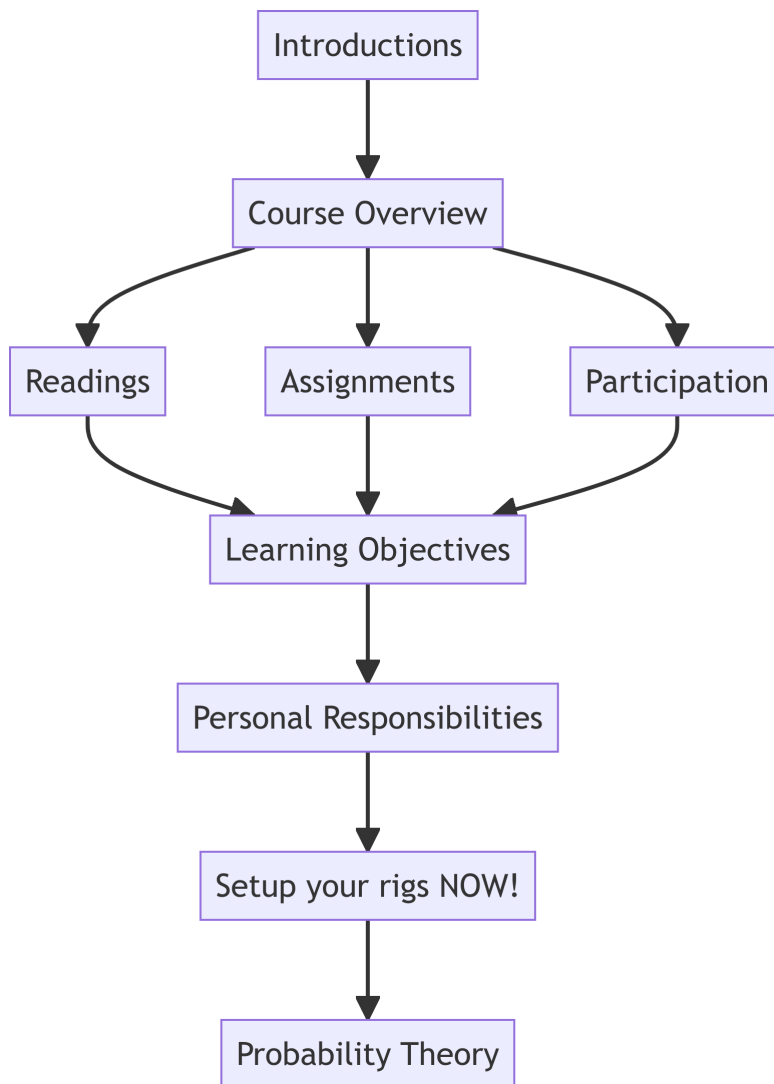 Introductions
Course Overview
Readings
Assignments
Participation
Learning Objectives
Personal Responsibilities
Setup your rigs NOW!
Probability Theory